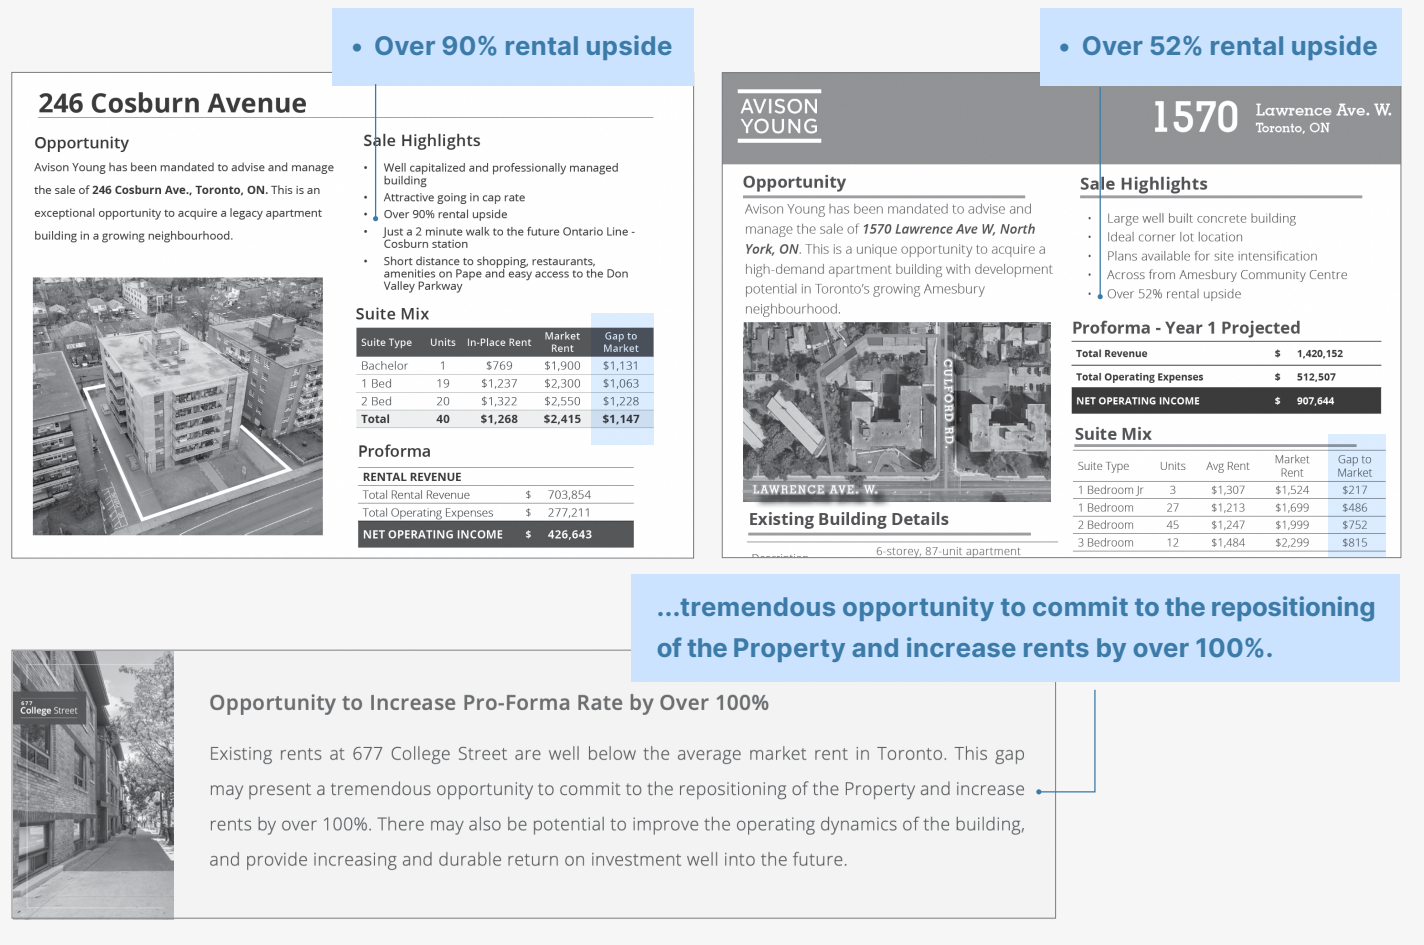 • Over 90% rental upside
246 Cosburn Avenue
Opportunity
Avison Young has been mandated to advise and manage
the sale of 246 Cosburn Ave., Toronto, ON. This is an
exceptional opportunity to acquire a legacy apartment
building in a growing neighbourhood.
Sale Highlights
• Well capitalized and professionally managed
building
• Attractive going in cap rate
• Over 90% rental upside
• Just a 2 minute walk to the future Ontario Line -
Cosburn station
• Short distance to shopping, restaurants,
amenities on Pape and easy access to the Don
Valley Parkway
Suite Mix
Suite Type Units In-Place Rent Market Rent Gap to Market
Bachelor 1 $769 $1,900 $1,131
1 Bed 19 $1,237 $2,300 $1,063
2 Bed 20 $1,322 $2,550 $1,228
Total 40 $1,268 $2,415 $1,147
Proforma
RENTAL REVENUE
Total Rental Revenue $ 703,854
Total Operating Expenses $ 277,211
NET OPERATING INCOME $ 426,643
• Over 52% rental upside
AVISON
YOUNG
1570 Lawrence Ave. W.
Toronto, ON
Opportunity
Avison Young has been mandated to advise and
manage the sale of 1570 Lawrence Ave W, North
York, ON. This is a unique opportunity to acquire a
high-demand apartment building with development
potential in Toronto's growing Amesbury
neighbourhood.
CULFORD RD.
LAWRENCE AVE. W.
Existing Building Details
Description 6-storey, 87-unit apartment
Sale Highlights
• Large well built concrete building
• Ideal corner lot location
• Plans available for site intensification
• Across from Amesbury Community Centre
• Over 52% rental upside
Proforma - Year 1 Projected
Total Revenue $ 1,420,152
Total Operating Expenses $ 512,507
NET OPERATING INCOME $ 907,644
Suite Mix
Suite Type Units Avg Rent Market Rent Gap to Market
1 Bedroom Jr 3 $1,307 $1,524 $217
1 Bedroom 27 $1,213 $1,699 $486
2 Bedroom 45 $1,247 $1,999 $752
3 Bedroom 12 $1,484 $2,299 $815
...tremendous opportunity to commit to the repositioning
of the Property and increase rents by over 100%.
677
College Street
Opportunity to Increase Pro-Forma Rate by Over 100%
Existing rents at 677 College Street are well below the average market rent in Toronto. This gap
may present a tremendous opportunity to commit to the repositioning of the Property and increase
rents by over 100%. There may also be potential to improve the operating dynamics of the building,
and provide increasing and durable return on investment well into the future.